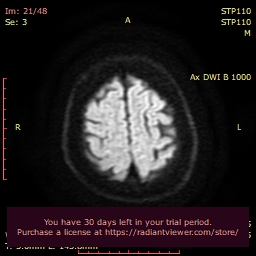 Im: 21/48
Se: 3
STP110
STP110
M
A
Ax DWI B 1000
R
L
You have 30 days left in your trial period.
Purchase a license at https://radiantviewer.com/store/